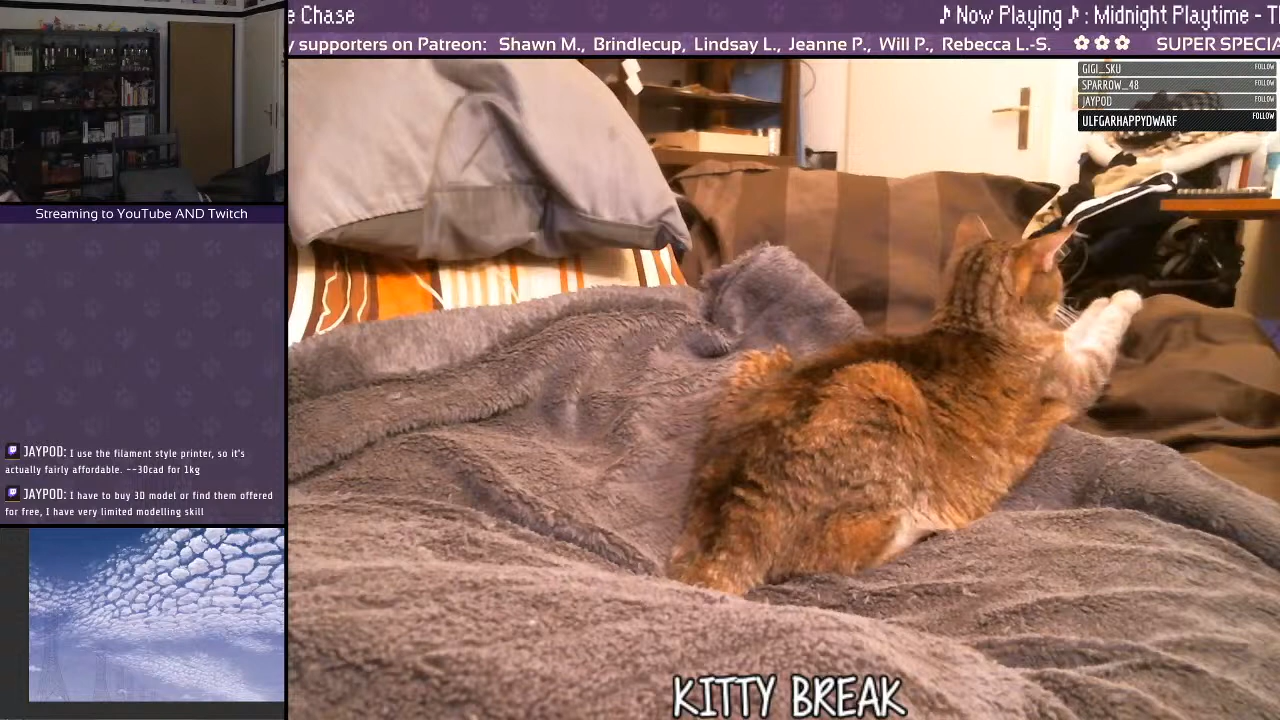 e Chase
♪ Now Playing ♪ : Midnight Playtime - T
y supporters on Patreon: Shawn M., Brindlecup, Lindsay L., Jeanne P., Will P., Rebecca L.-S. ✿ ✿ ✿ SUPER SPECIA
GIGI_SKU FOLLOW
SPARROW_48 FOLLOW
JAYPOD FOLLOW
ULFGARHAPPYDWARF FOLLOW
Streaming to YouTube AND Twitch
JAYPOD: I use the filament style printer, so it's
actually fairly affordable. ~~30cad for 1kg
JAYPOD: I have to buy 3D model or find them offered
for free, I have very limited modelling skill
KITTY BREAK